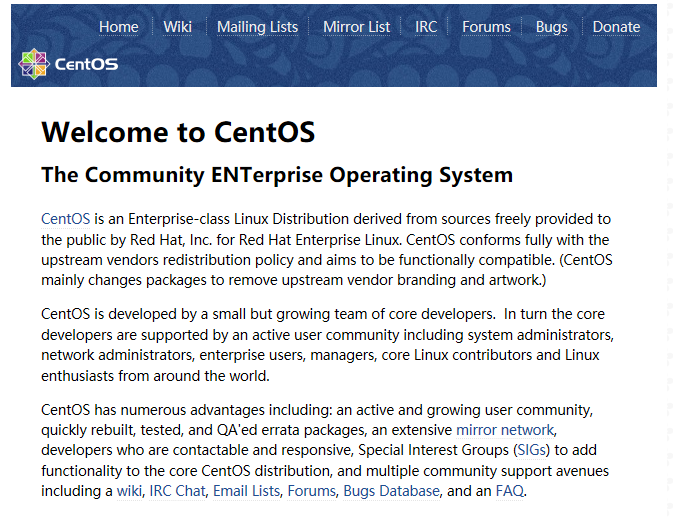 Home Wiki Mailing Lists Mirror List IRC Forums Bugs Donate
CentOS
Welcome to CentOS
The Community ENTerprise Operating System
CentOS is an Enterprise-class Linux Distribution derived from sources freely provided to
the public by Red Hat, Inc. for Red Hat Enterprise Linux. CentOS conforms fully with the
upstream vendors redistribution policy and aims to be functionally compatible. (CentOS
mainly changes packages to remove upstream vendor branding and artwork.)
CentOS is developed by a small but growing team of core developers.  In turn the core
developers are supported by an active user community including system administrators,
network administrators, enterprise users, managers, core Linux contributors and Linux
enthusiasts from around the world.
CentOS has numerous advantages including: an active and growing user community,
quickly rebuilt, tested, and QA'ed errata packages, an extensive mirror network,
developers who are contactable and responsive, Special Interest Groups (SIGs) to add
functionality to the core CentOS distribution, and multiple community support avenues
including a wiki, IRC Chat, Email Lists, Forums, Bugs Database, and an FAQ.